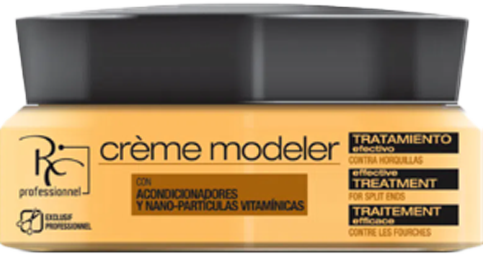 RC
professionnel
EXCLUSIF
PROFESSIONNEL
crème modeler
CON
ACONDICIONADORES
Y NANO-PARTÍCULAS VITAMÍNICAS
TRATAMIENTO
efectivo
CONTRA HORQUILLAS
effective
TREATMENT
FOR SPLIT ENDS
TRAITEMENT
efficace
CONTRE LES FOURCHES